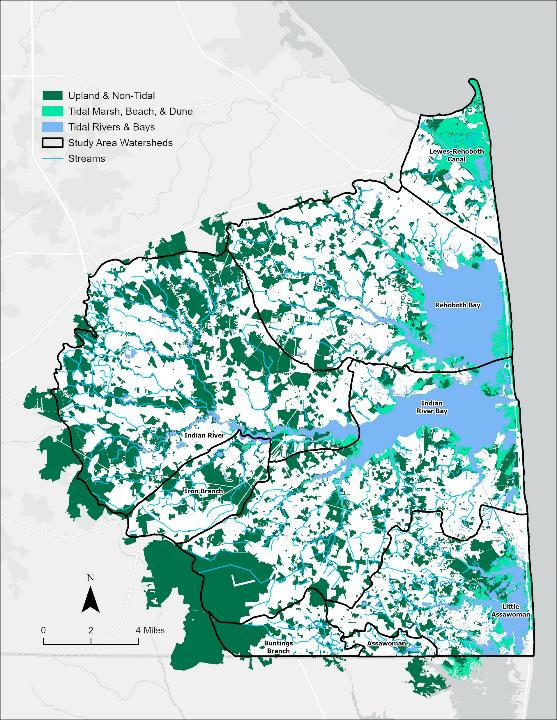 Upland & Non-Tidal
Tidal Marsh, Beach, & Dune
Tidal Rivers & Bays
Study Area Watersheds
Streams
Lewes-Rehoboth
Canal
Rehoboth Bay
Indian
River Bay
Indian River
Iron Branch
N
0 2 4 Miles
Little
Assawoman
Buntings
Branch
Assawoman